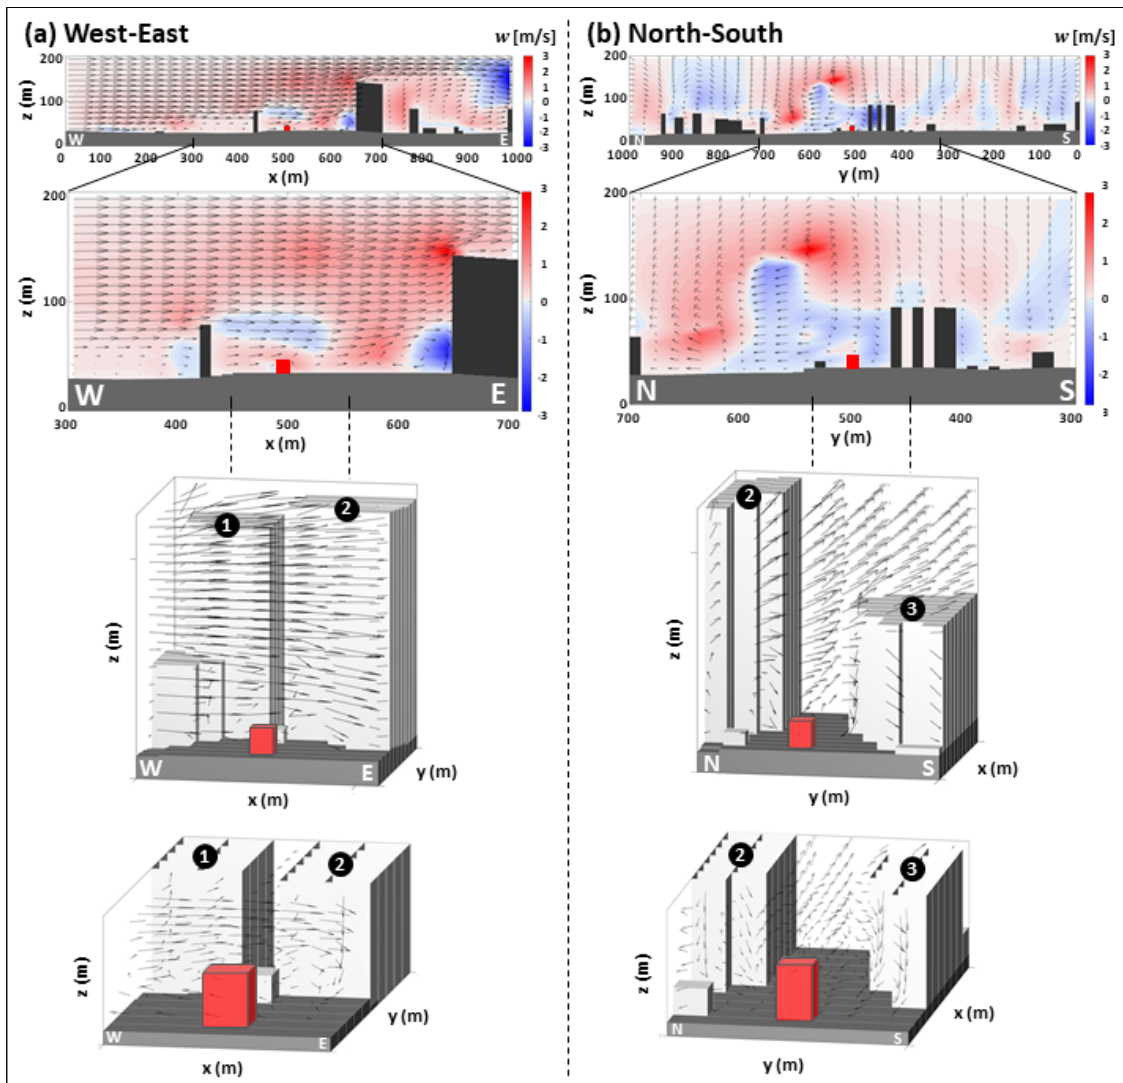 (a) West-East
w [m/s]
200
100
0
z (m)
W
E
3
2
1
0
-1
-2
-3
0 100 200 300 400 500 600 700 800 900 1000
x (m)
200
100
0
z (m)
W
E
3
2
1
0
-1
-2
-3
300 400 500 600 700
x (m)
1
2
z (m)
W
E
y (m)
x (m)
1
2
z (m)
W
E
y (m)
x (m)
(b) North-South
w [m/s]
200
100
0
z (m)
N
S
3
2
1
0
-1
-2
-3
1000 900 800 700 600 500 400 300 200 100 0
y (m)
200
100
0
z (m)
N
S
3
2
1
0
-1
-2
-3
700 600 500 400 300
y (m)
2
3
z (m)
N
S
x (m)
y (m)
2
3
z (m)
N
S
x (m)
y (m)